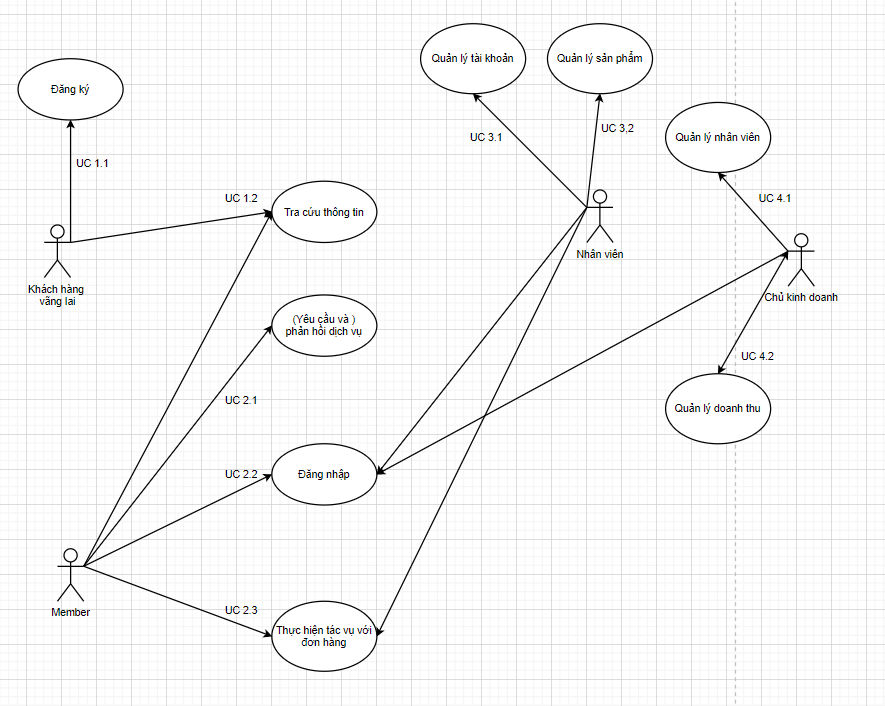 Quản lý tài khoản
Quản lý sản phẩm
Đăng ký
UC 3.1
UC 3,2
Quản lý nhân viên
UC 1.1
UC 1.2
UC 4.1
Tra cứu thông tin
Nhân viên
Khách hàng
vãng lai
Chủ kinh doanh
(Yêu cầu và )
phản hồi dịch vụ
UC 4.2
UC 2.1
Quản lý doanh thu
UC 2.2
Đăng nhập
Member
UC 2.3
Thực hiện tác vụ với
đơn hàng